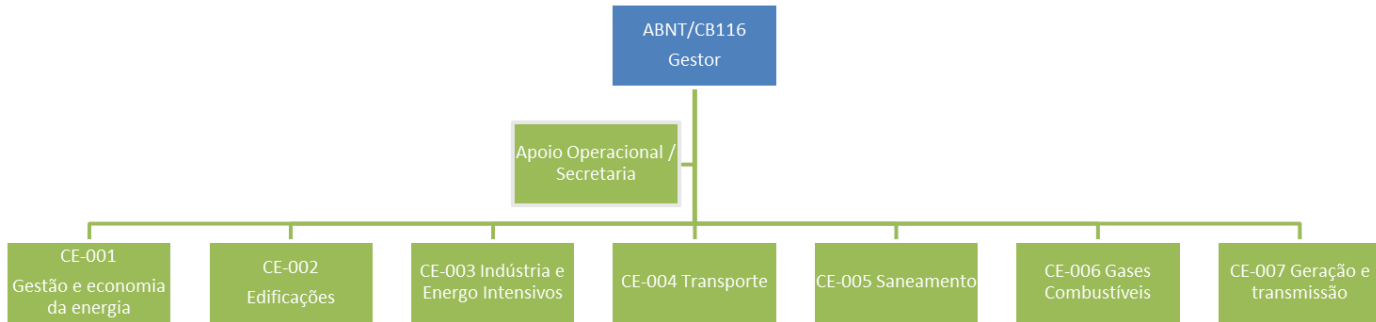 ABNT/CB116
Gestor
Apoio Operacional /
Secretaria
CE-001
Gestão e economia
da energia
CE-002
Edificações
CE-003 Indústria e
Energo Intensivos
CE-004 Transporte
CE-005 Saneamento
CE-006 Gases
Combustíveis
CE-007 Geração e
transmissão